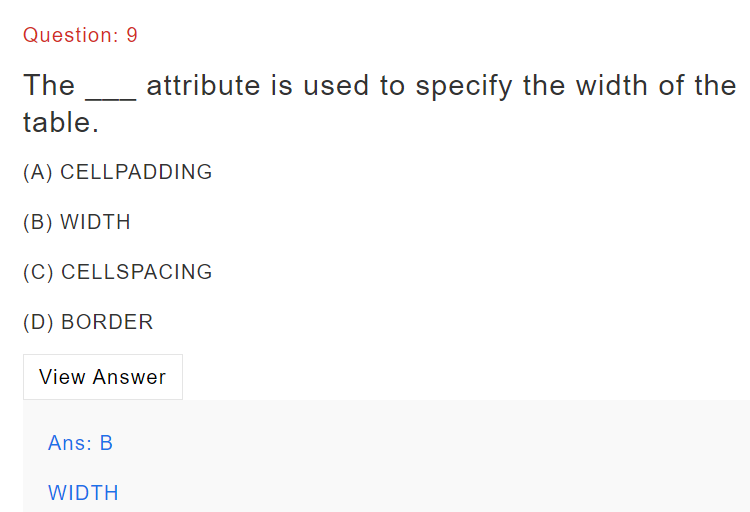 Question: 9
The ___ attribute is used to specify the width of the
table.
(A) CELLPADDING
(B) WIDTH
(C) CELLSPACING
(D) BORDER
View Answer
Ans: B
WIDTH